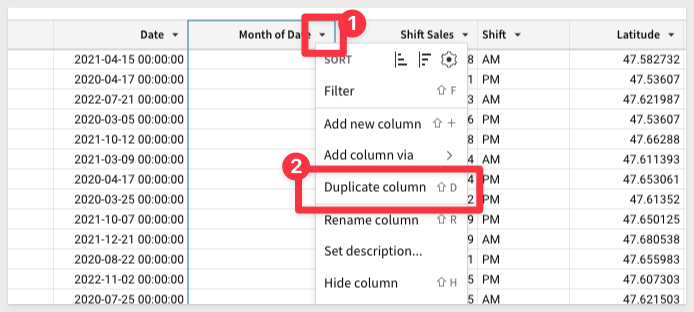 1
Date Month of Date Shift Sales Shift Latitude
2021-04-15 00:00:00 SORT 8 AM 47.582732
2020-04-17 00:00:00 Filter ⇧ F 1 PM 47.53607
2022-07-21 00:00:00 3 AM 47.621987
2020-03-05 00:00:00 Add new column ⇧ + 6 PM 47.53607
2021-10-12 00:00:00 8 PM 47.66288
2021-03-09 00:00:00 Add column via > 4 AM 47.611393
2
2020-04-17 00:00:00 Duplicate column ⇧ D 4 PM 47.653061
2020-03-25 00:00:00 2 PM 47.61352
2021-10-07 00:00:00 Rename column ⇧ R 9 PM 47.650125
2021-12-21 00:00:00 Set description... 9 AM 47.680538
2020-08-22 00:00:00 1 PM 47.655983
2022-11-02 00:00:00 Hide column ⇧ H 5 PM 47.607303
2020-07-25 00:00:00 5 AM 47.621503